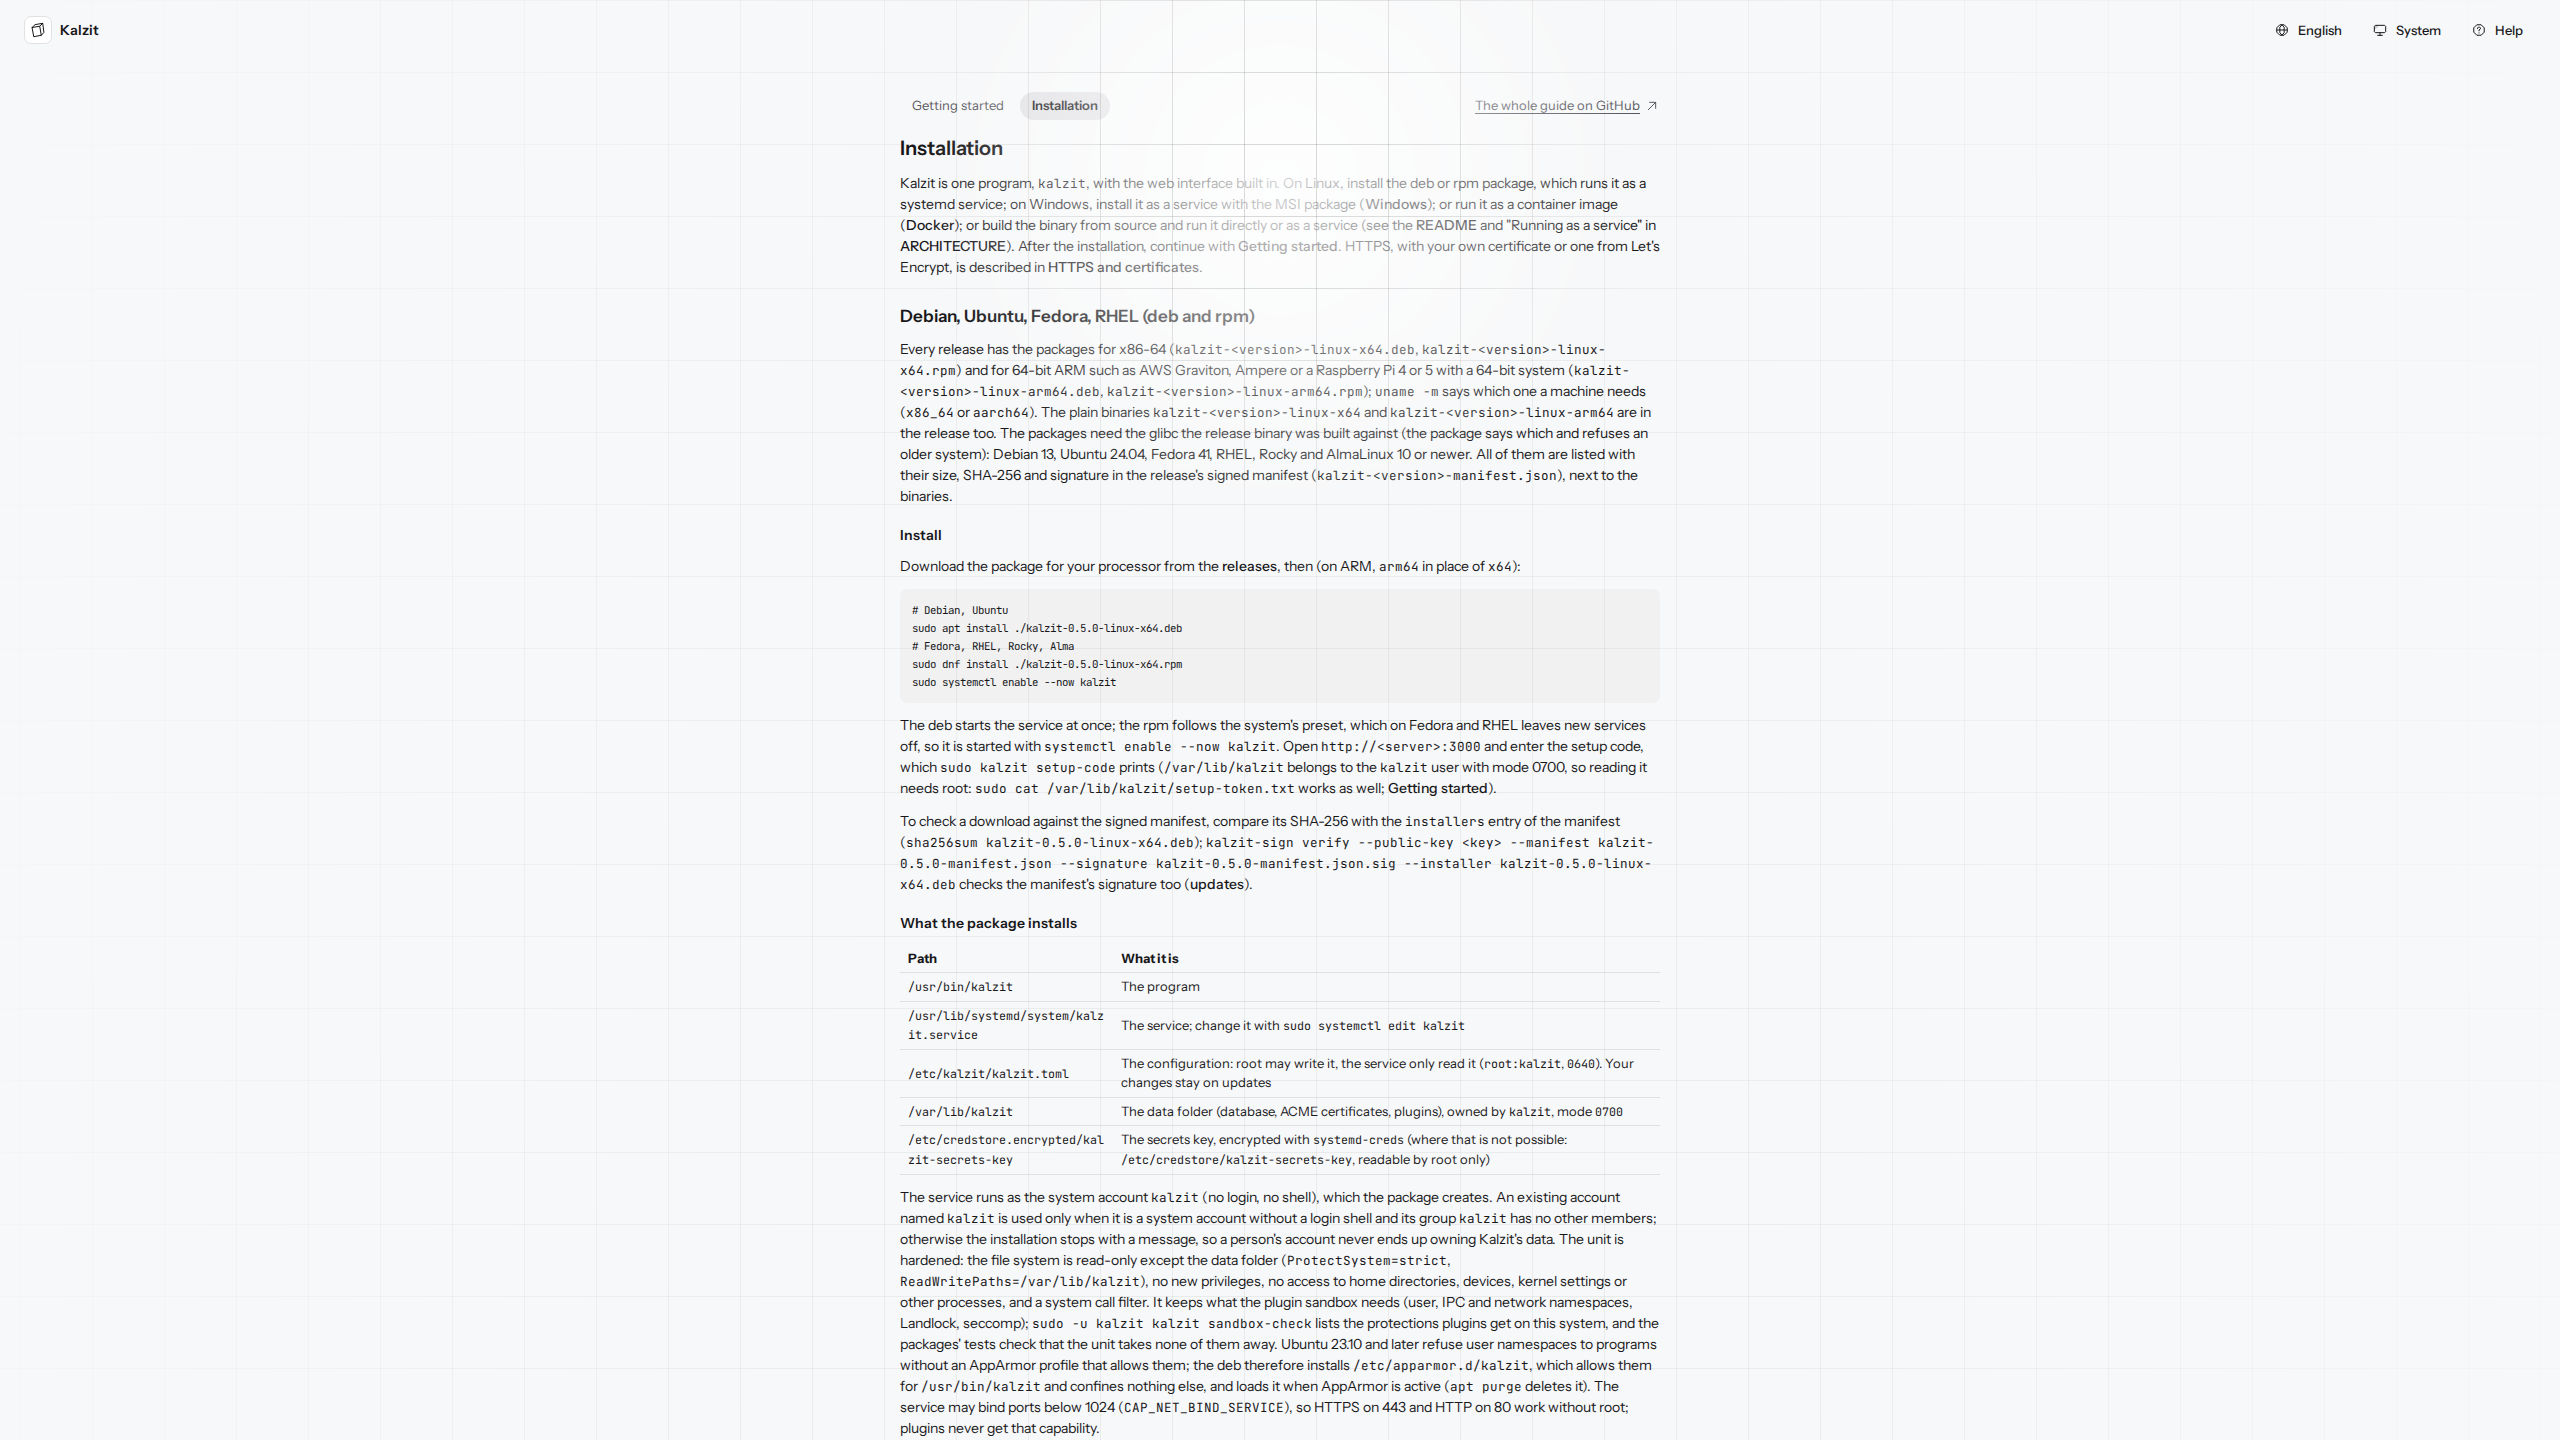 Kalzit
English
System
Help
Getting started
Installation
The whole guide on GitHub
Installation
Kalzit is one program, kalzit, with the web interface built in. On Linux, install the deb or rpm package, which runs it as a
systemd service; on Windows, install it as a service with the MSI package (Windows); or run it as a container image
(Docker); or build the binary from source and run it directly or as a service (see the README and "Running as a service" in
ARCHITECTURE). After the installation, continue with Getting started. HTTPS, with your own certificate or one from Let's
Encrypt, is described in HTTPS and certificates.
Debian, Ubuntu, Fedora, RHEL (deb and rpm)
Every release has the packages for x86-64 (kalzit-<version>-linux-x64.deb, kalzit-<version>-linux-
x64.rpm) and for 64-bit ARM such as AWS Graviton, Ampere or a Raspberry Pi 4 or 5 with a 64-bit system (kalzit-
<version>-linux-arm64.deb, kalzit-<version>-linux-arm64.rpm); uname -m says which one a machine needs
(x86_64 or aarch64). The plain binaries kalzit-<version>-linux-x64 and kalzit-<version>-linux-arm64 are in
the release too. The packages need the glibc the release binary was built against (the package says which and refuses an
older system): Debian 13, Ubuntu 24.04, Fedora 41, RHEL, Rocky and AlmaLinux 10 or newer. All of them are listed with
their size, SHA-256 and signature in the release's signed manifest (kalzit-<version>-manifest.json), next to the
binaries.
Install
Download the package for your processor from the releases, then (on ARM, arm64 in place of x64):
# Debian, Ubuntu
sudo apt install ./kalzit-0.5.0-linux-x64.deb
# Fedora, RHEL, Rocky, Alma
sudo dnf install ./kalzit-0.5.0-linux-x64.rpm
sudo systemctl enable --now kalzit
The deb starts the service at once; the rpm follows the system's preset, which on Fedora and RHEL leaves new services
off, so it is started with systemctl enable --now kalzit. Open http://<server>:3000 and enter the setup code,
which sudo kalzit setup-code prints (/var/lib/kalzit belongs to the kalzit user with mode 0700, so reading it
needs root: sudo cat /var/lib/kalzit/setup-token.txt works as well; Getting started).
To check a download against the signed manifest, compare its SHA-256 with the installers entry of the manifest
(sha256sum kalzit-0.5.0-linux-x64.deb); kalzit-sign verify --public-key <key> --manifest kalzit-
0.5.0-manifest.json --signature kalzit-0.5.0-manifest.json.sig --installer kalzit-0.5.0-linux-
x64.deb checks the manifest's signature too (updates).
What the package installs
Path What it is
/usr/bin/kalzit The program
/usr/lib/systemd/system/kalz
it.service
The service; change it with sudo systemctl edit kalzit
/etc/kalzit/kalzit.toml
The configuration: root may write it, the service only read it (root:kalzit, 0640). Your
changes stay on updates
/var/lib/kalzit The data folder (database, ACME certificates, plugins), owned by kalzit, mode 0700
/etc/credstore.encrypted/kal
zit-secrets-key
The secrets key, encrypted with systemd-creds (where that is not possible:
/etc/credstore/kalzit-secrets-key, readable by root only)
The service runs as the system account kalzit (no login, no shell), which the package creates. An existing account
named kalzit is used only when it is a system account without a login shell and its group kalzit has no other members;
otherwise the installation stops with a message, so a person's account never ends up owning Kalzit's data. The unit is
hardened: the file system is read-only except the data folder (ProtectSystem=strict,
ReadWritePaths=/var/lib/kalzit), no new privileges, no access to home directories, devices, kernel settings or
other processes, and a system call filter. It keeps what the plugin sandbox needs (user, IPC and network namespaces,
Landlock, seccomp); sudo -u kalzit kalzit sandbox-check lists the protections plugins get on this system, and the
packages' tests check that the unit takes none of them away. Ubuntu 23.10 and later refuse user namespaces to programs
without an AppArmor profile that allows them; the deb therefore installs /etc/apparmor.d/kalzit, which allows them
for /usr/bin/kalzit and confines nothing else, and loads it when AppArmor is active (apt purge deletes it). The
service may bind ports below 1024 (CAP_NET_BIND_SERVICE), so HTTPS on 443 and HTTP on 80 work without root;
plugins never get that capability.